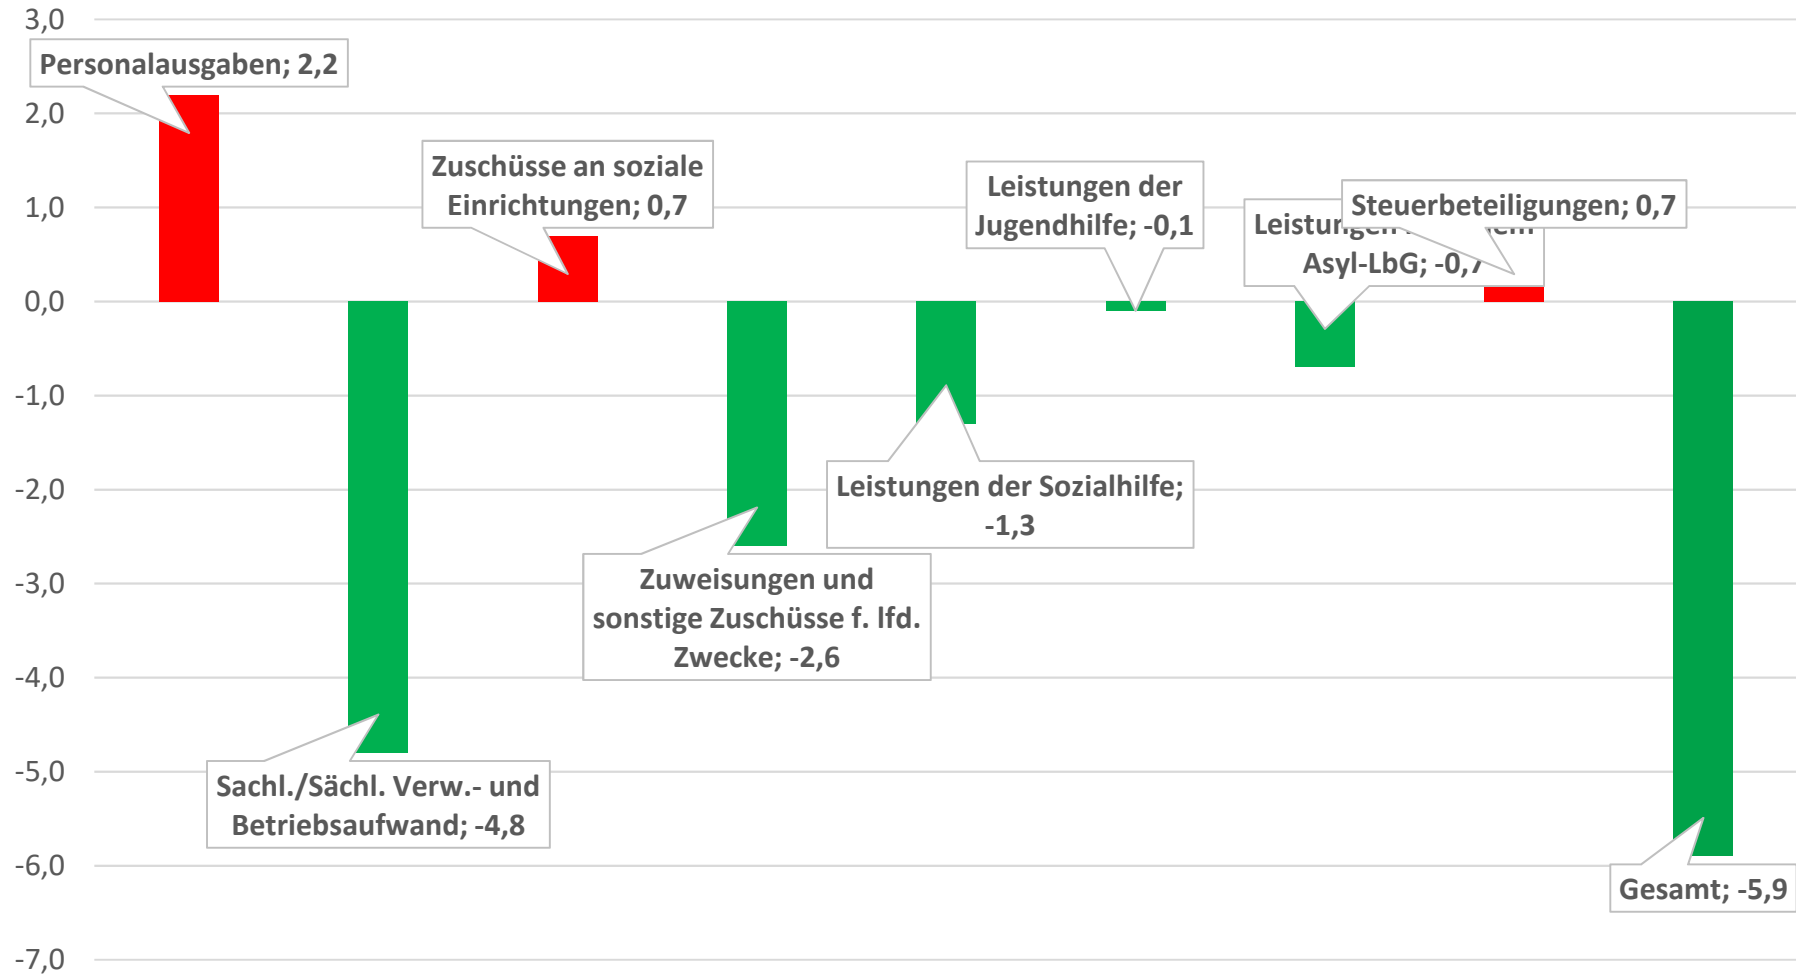 3,0
2,0
1,0
0,0
-1,0
-2,0
-3,0
-4,0
-5,0
-6,0
-7,0
Personalausgaben; 2,2
Sachl./Sächl. Verw.- und
Betriebsaufwand; -4,8
Zuschüsse an soziale
Einrichtungen; 0,7
Zuweisungen und
sonstige Zuschüsse f. lfd.
Zwecke; -2,6
Leistungen der Sozialhilfe;
-1,3
Leistungen der
Jugendhilfe; -0,1
Leistungen
Asyl-LbG; -0,7
Steuerbeteiligungen; 0,7
Gesamt; -5,9